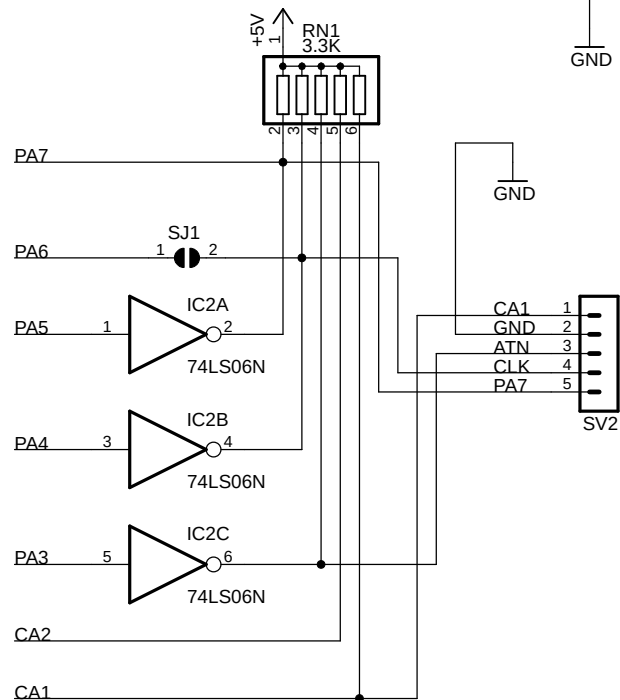 +5V
1
RN1
3.3K
GND
2
3
4
5
6
PA7
GND
SJ1
PA6
1
2
IC2A
CA1
1
PA5
1
2
GND
2
ATN
3
74LS06N
CLK
4
PA7
5
IC2B
SV2
PA4
3
4
74LS06N
IC2C
PA3
5
6
74LS06N
CA2
CA1